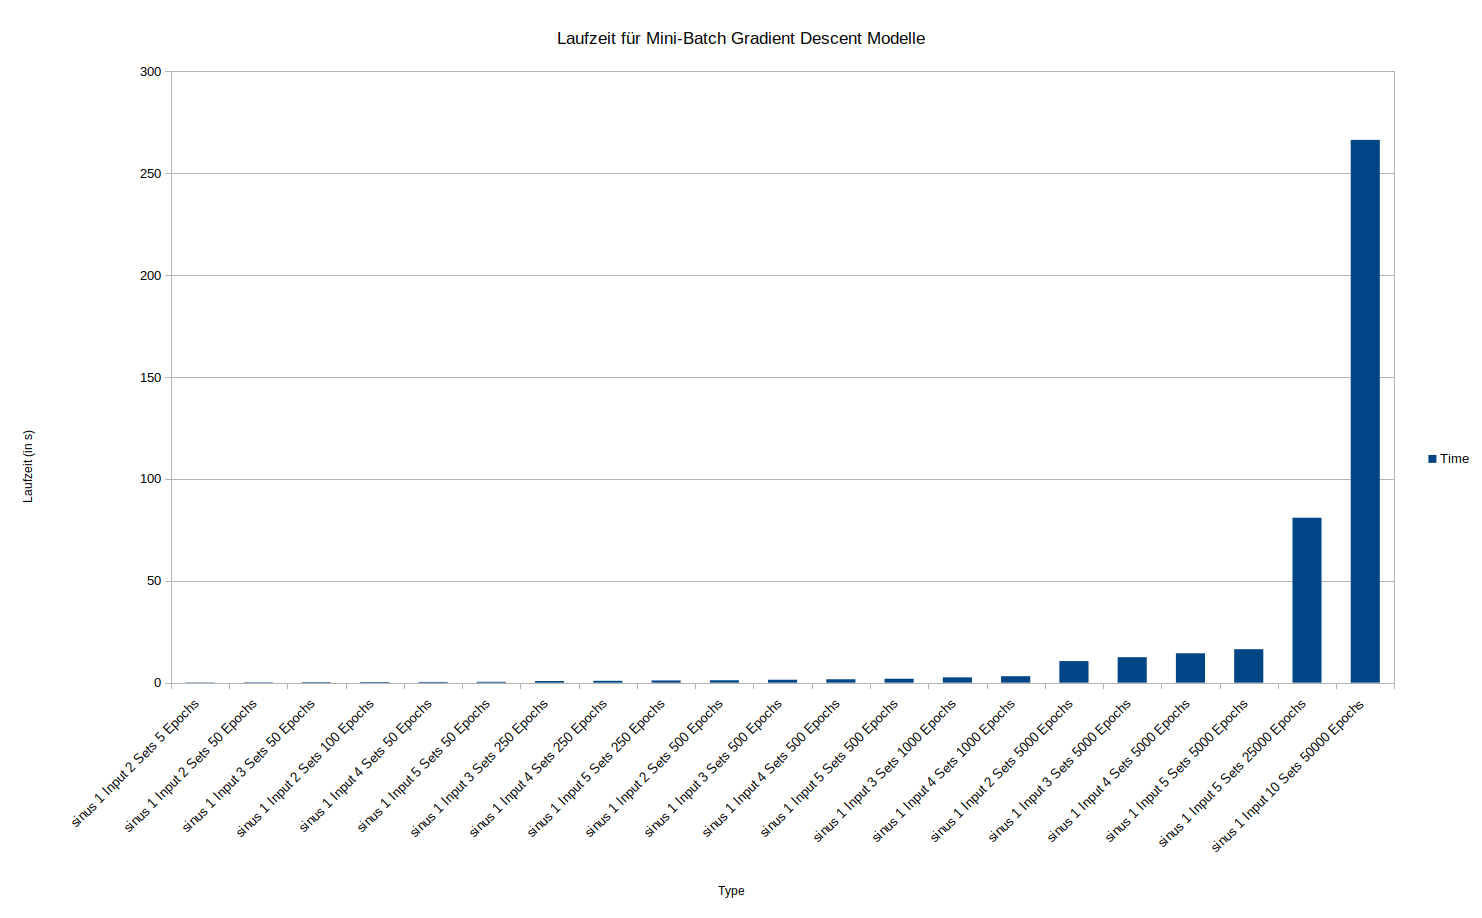 Laufzeit für Mini-Batch Gradient Descent Modelle
300
250
200
150
100
50
0
Laufzeit (in s)
Time
sinus 1 Input 2 Sets 5 Epochs
sinus 1 Input 2 Sets 50 Epochs
sinus 1 Input 3 Sets 50 Epochs
sinus 1 Input 2 Sets 100 Epochs
sinus 1 Input 4 Sets 50 Epochs
sinus 1 Input 5 Sets 50 Epochs
sinus 1 Input 3 Sets 250 Epochs
sinus 1 Input 4 Sets 250 Epochs
sinus 1 Input 5 Sets 250 Epochs
sinus 1 Input 2 Sets 500 Epochs
sinus 1 Input 3 Sets 500 Epochs
sinus 1 Input 4 Sets 500 Epochs
sinus 1 Input 5 Sets 500 Epochs
sinus 1 Input 3 Sets 1000 Epochs
sinus 1 Input 4 Sets 1000 Epochs
sinus 1 Input 2 Sets 5000 Epochs
sinus 1 Input 3 Sets 5000 Epochs
sinus 1 Input 4 Sets 5000 Epochs
sinus 1 Input 5 Sets 5000 Epochs
sinus 1 Input 5 Sets 25000 Epochs
sinus 1 Input 10 Sets 50000 Epochs
Type